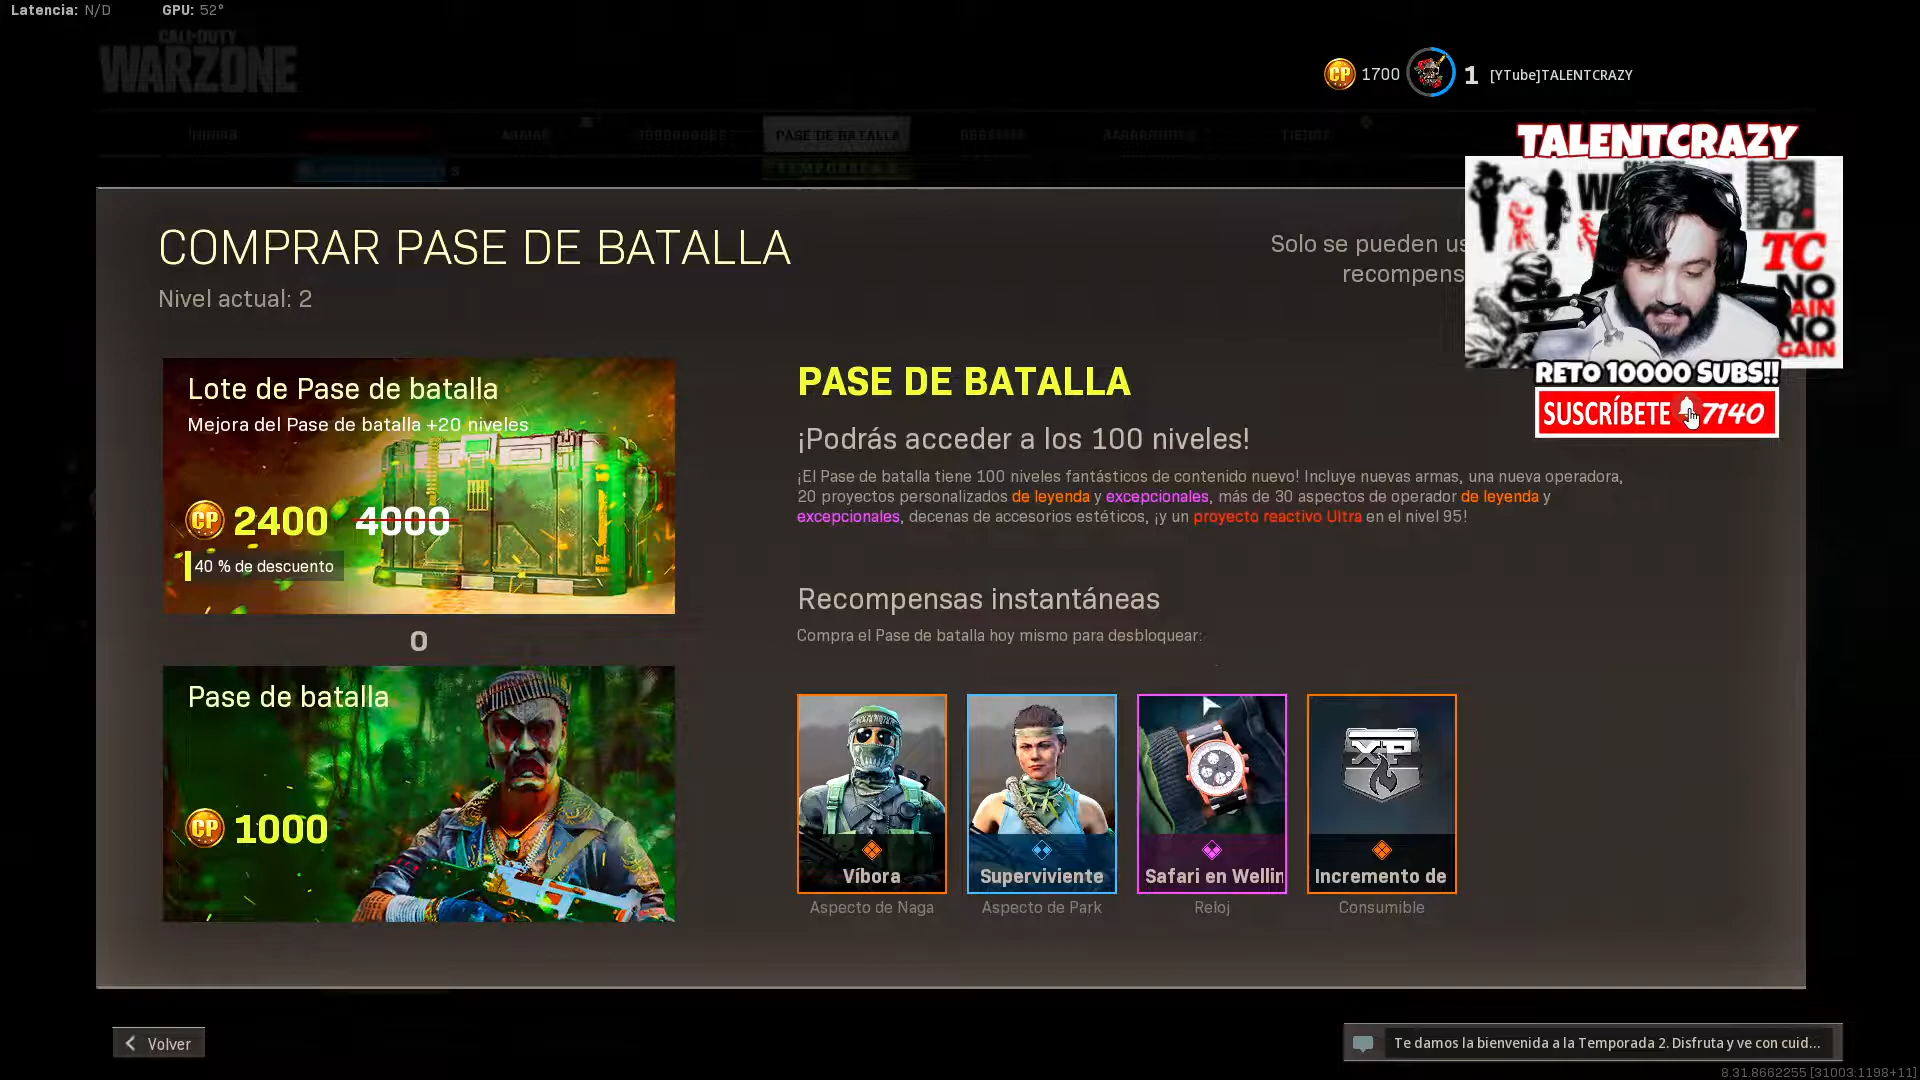 Latencia: N/D GPU: 52°
CALL·DUTY
WARZONE
CP 1700 1 [YTube]TALENTCRAZY
PASE DE BATALLA
TIENDA
TALENTCRAZY
TC
NO
GAIN
NO
GAIN
RETO 10000 SUBS!!
SUSCRÍBETE 7140
COMPRAR PASE DE BATALLA
Nivel actual: 2
Solo se pueden
recompens
Lote de Pase de batalla
Mejora del Pase de batalla +20 niveles
CP 2400 4000
40 % de descuento
O
Pase de batalla
CP 1000
PASE DE BATALLA
¡Podrás acceder a los 100 niveles!
¡El Pase de batalla tiene 100 niveles fantásticos de contenido nuevo! Incluye nuevas armas, una nueva operadora,
20 proyectos personalizados de leyenda y excepcionales, más de 30 aspectos de operador de leyenda y
excepcionales, decenas de accesorios estéticos, ¡y un proyecto reactivo Ultra en el nivel 95!
Recompensas instantáneas
Compra el Pase de batalla hoy mismo para desbloquear:
Víbora
Aspecto de Naga
Superviviente
Aspecto de Park
Safari en Wellin
Reloj
XP
Incremento de
Consumible
Volver
Te damos la bienvenida a la Temporada 2. Disfruta y ve con cuid...
8.31.8662255 [31003:1198+11]